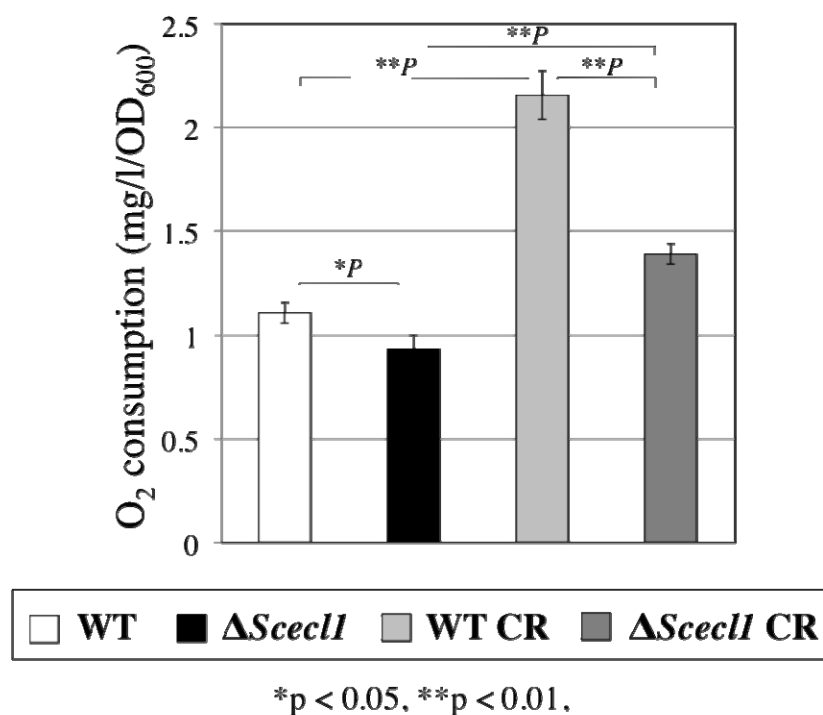 O₂ consumption (mg/l/OD₆₀₀)
2.5
2
1.5
1
0.5
0
**P
**P
**P
*P
WT
ΔScecl1
WT CR
ΔScecl1 CR
*p < 0.05, **p < 0.01,